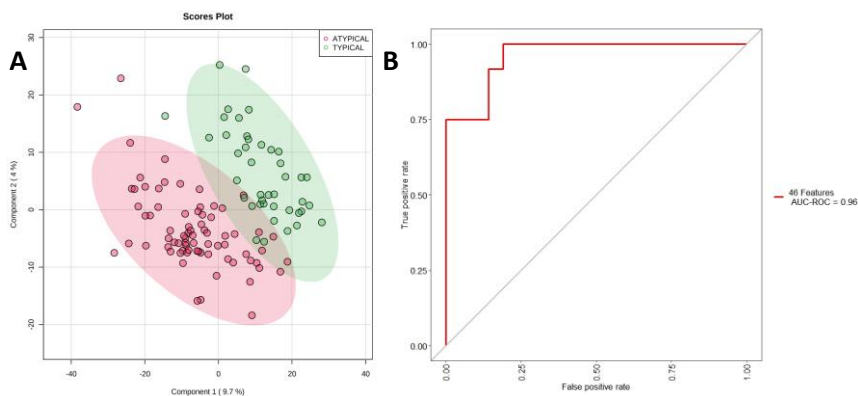 A
Scores Plot
ATYPICAL
TYPICAL
Component 2 ( 4 %)
30
20
10
0
-10
-20
-40
-20
0
20
40
Component 1 ( 9.7 %)
B
True positive rate
1.00
0.75
0.50
0.25
0.00
0.00
0.25
0.50
0.75
1.00
False positive rate
46 Features
AUC-ROC = 0.96